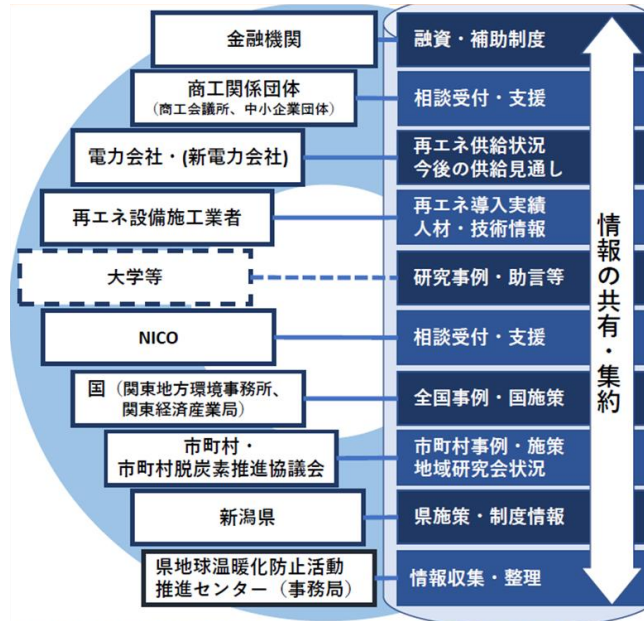 金融機関
融資・補助制度
商工関係団体
（商工会議所、中小企業団体）
相談受付・支援
電力会社・(新電力会社)
再エネ供給状況
今後の供給見通し
再エネ設備施工業者
再エネ導入実績
人材・技術情報
大学等
研究事例・助言等
NICO
相談受付・支援
国（関東地方環境事務所、
関東経済産業局）
全国事例・国施策
市町村・
市町村脱炭素推進協議会
市町村事例・施策
地域研究会状況
新潟県
県施策・制度情報
県地球温暖化防止活動
推進センター（事務局）
情報収集・整理
情報の共有・集約